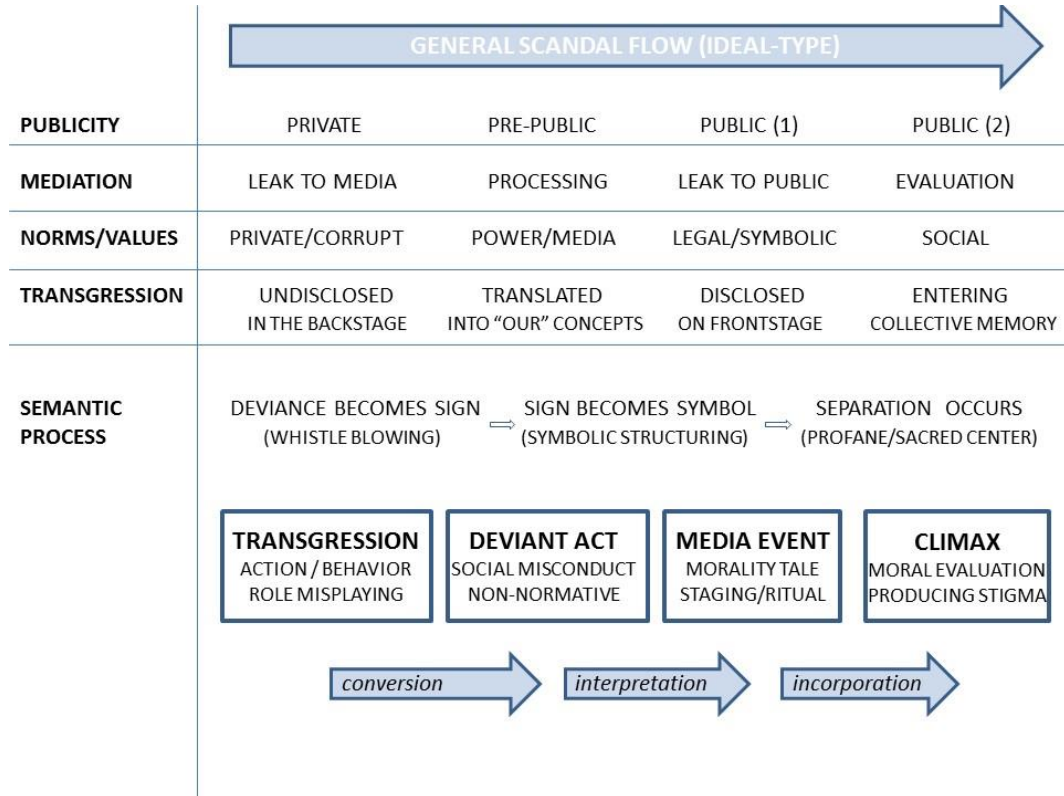 GENERAL SCANDAL FLOW (IDEAL-TYPE)
PUBLICITY PRIVATE PRE-PUBLIC PUBLIC (1) PUBLIC (2)
MEDIATION LEAK TO MEDIA PROCESSING LEAK TO PUBLIC EVALUATION
NORMS/VALUES PRIVATE/CORRUPT POWER/MEDIA LEGAL/SYMBOLIC SOCIAL
TRANSGRESSION UNDISCLOSED TRANSLATED DISCLOSED ENTERING
IN THE BACKSTAGE INTO “OUR” CONCEPTS ON FRONTSTAGE COLLECTIVE MEMORY
SEMANTIC DEVIANCE BECOMES SIGN SIGN BECOMES SYMBOL SEPARATION OCCURS
PROCESS (WHISTLE BLOWING) (SYMBOLIC STRUCTURING) (PROFANE/SACRED CENTER)
TRANSGRESSION DEVIANT ACT MEDIA EVENT CLIMAX
ACTION / BEHAVIOR SOCIAL MISCONDUCT MORALITY TALE MORAL EVALUATION
ROLE MISPLAYING NON-NORMATIVE STAGING/RITUAL PRODUCING STIGMA
conversion interpretation incorporation